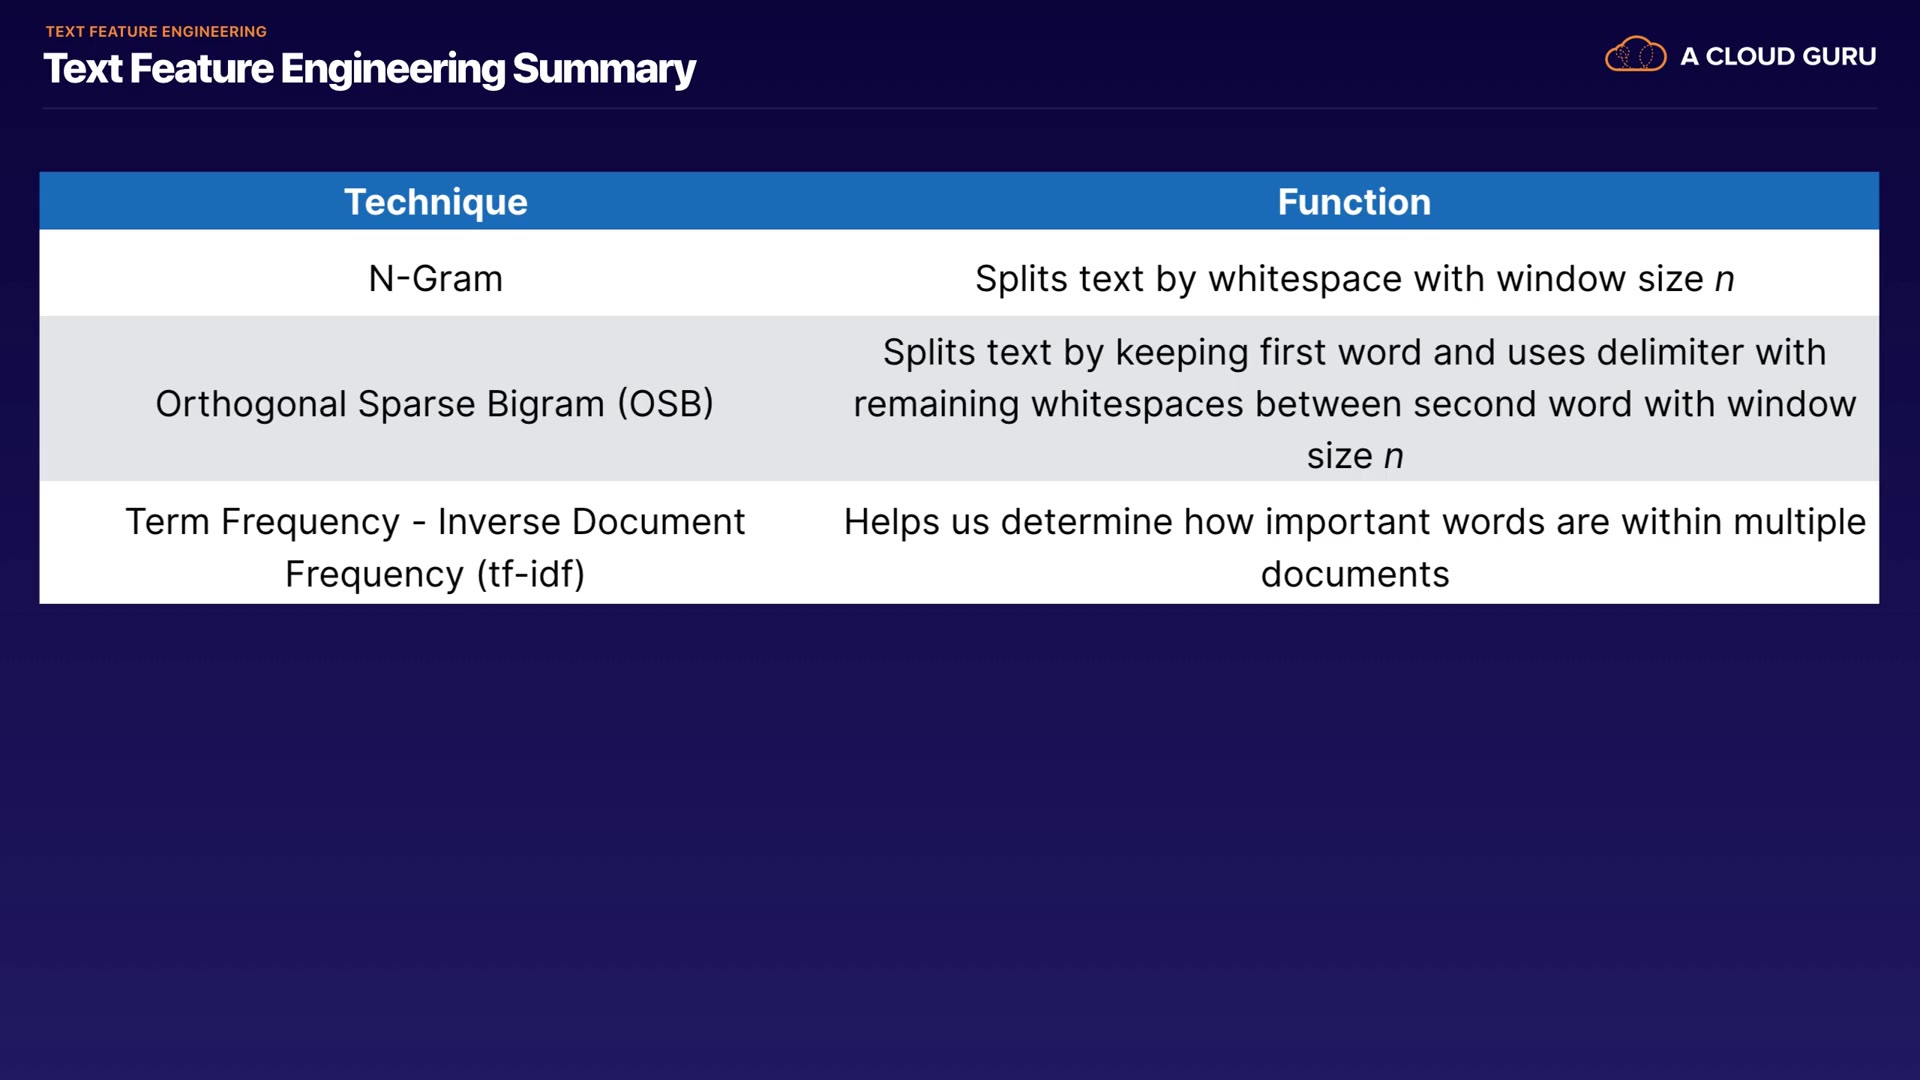 TEXT FEATURE ENGINEERING
Text Feature Engineering Summary
A CLOUD GURU
Technique
Function
N-Gram
Splits text by whitespace with window size n
Orthogonal Sparse Bigram (OSB)
Splits text by keeping first word and uses delimiter with
remaining whitespaces between second word with window
size n
Term Frequency - Inverse Document
Frequency (tf-idf)
Helps us determine how important words are within multiple
documents